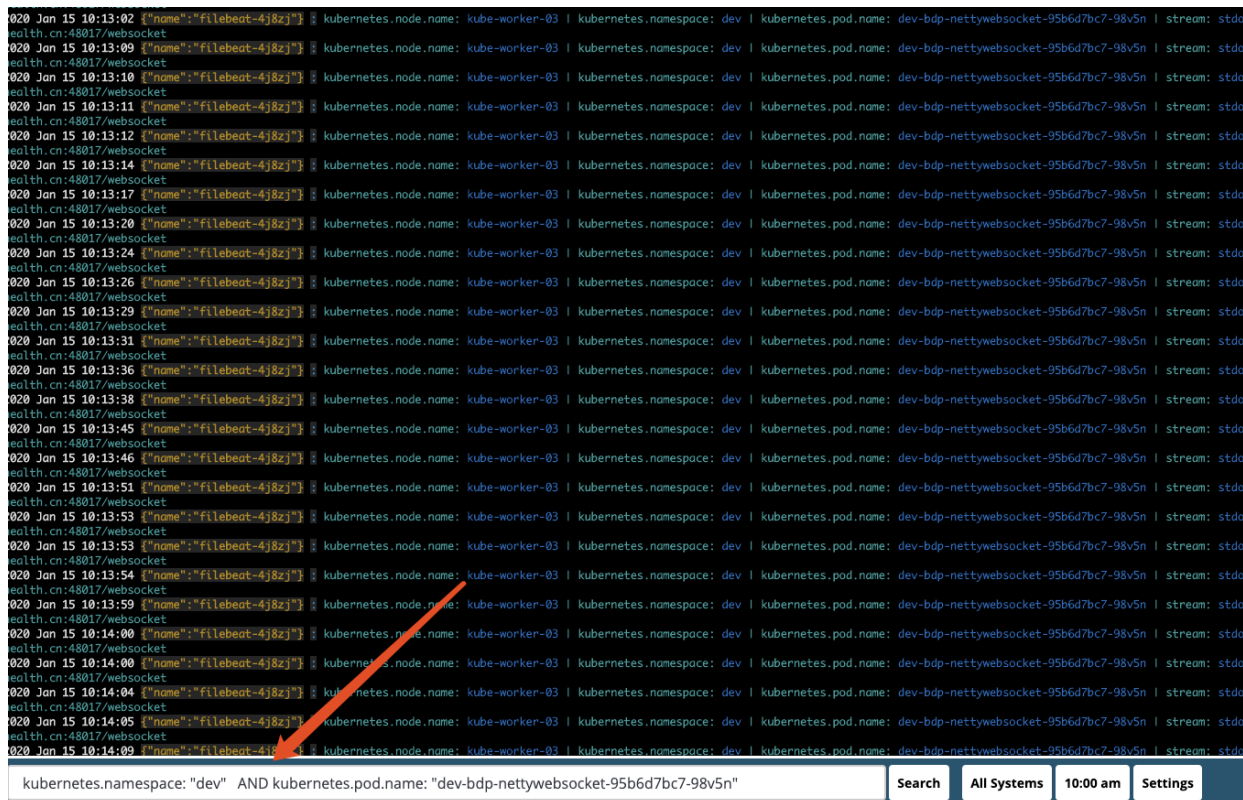 2020 Jan 15 10:13:02 {"name":"filebeat-4j8zj"} : kubernetes.node.name: kube-worker-03 | kubernetes.namespace: dev | kubernetes.pod.name: dev-bdp-nettywebsocket-95b6d7bc7-98v5n | stream: stdo
health.cn:48017/websocket
2020 Jan 15 10:13:09 {"name":"filebeat-4j8zj"} : kubernetes.node.name: kube-worker-03 | kubernetes.namespace: dev | kubernetes.pod.name: dev-bdp-nettywebsocket-95b6d7bc7-98v5n | stream: stdo
health.cn:48017/websocket
2020 Jan 15 10:13:10 {"name":"filebeat-4j8zj"} : kubernetes.node.name: kube-worker-03 | kubernetes.namespace: dev | kubernetes.pod.name: dev-bdp-nettywebsocket-95b6d7bc7-98v5n | stream: stdo
health.cn:48017/websocket
2020 Jan 15 10:13:11 {"name":"filebeat-4j8zj"} : kubernetes.node.name: kube-worker-03 | kubernetes.namespace: dev | kubernetes.pod.name: dev-bdp-nettywebsocket-95b6d7bc7-98v5n | stream: stdo
health.cn:48017/websocket
2020 Jan 15 10:13:12 {"name":"filebeat-4j8zj"} : kubernetes.node.name: kube-worker-03 | kubernetes.namespace: dev | kubernetes.pod.name: dev-bdp-nettywebsocket-95b6d7bc7-98v5n | stream: stdo
health.cn:48017/websocket
2020 Jan 15 10:13:14 {"name":"filebeat-4j8zj"} : kubernetes.node.name: kube-worker-03 | kubernetes.namespace: dev | kubernetes.pod.name: dev-bdp-nettywebsocket-95b6d7bc7-98v5n | stream: stdo
health.cn:48017/websocket
2020 Jan 15 10:13:17 {"name":"filebeat-4j8zj"} : kubernetes.node.name: kube-worker-03 | kubernetes.namespace: dev | kubernetes.pod.name: dev-bdp-nettywebsocket-95b6d7bc7-98v5n | stream: stdo
health.cn:48017/websocket
2020 Jan 15 10:13:20 {"name":"filebeat-4j8zj"} : kubernetes.node.name: kube-worker-03 | kubernetes.namespace: dev | kubernetes.pod.name: dev-bdp-nettywebsocket-95b6d7bc7-98v5n | stream: stdo
health.cn:48017/websocket
2020 Jan 15 10:13:24 {"name":"filebeat-4j8zj"} : kubernetes.node.name: kube-worker-03 | kubernetes.namespace: dev | kubernetes.pod.name: dev-bdp-nettywebsocket-95b6d7bc7-98v5n | stream: stdo
health.cn:48017/websocket
2020 Jan 15 10:13:26 {"name":"filebeat-4j8zj"} : kubernetes.node.name: kube-worker-03 | kubernetes.namespace: dev | kubernetes.pod.name: dev-bdp-nettywebsocket-95b6d7bc7-98v5n | stream: stdo
health.cn:48017/websocket
2020 Jan 15 10:13:29 {"name":"filebeat-4j8zj"} : kubernetes.node.name: kube-worker-03 | kubernetes.namespace: dev | kubernetes.pod.name: dev-bdp-nettywebsocket-95b6d7bc7-98v5n | stream: stdo
health.cn:48017/websocket
2020 Jan 15 10:13:31 {"name":"filebeat-4j8zj"} : kubernetes.node.name: kube-worker-03 | kubernetes.namespace: dev | kubernetes.pod.name: dev-bdp-nettywebsocket-95b6d7bc7-98v5n | stream: stdo
health.cn:48017/websocket
2020 Jan 15 10:13:36 {"name":"filebeat-4j8zj"} : kubernetes.node.name: kube-worker-03 | kubernetes.namespace: dev | kubernetes.pod.name: dev-bdp-nettywebsocket-95b6d7bc7-98v5n | stream: stdo
health.cn:48017/websocket
2020 Jan 15 10:13:38 {"name":"filebeat-4j8zj"} : kubernetes.node.name: kube-worker-03 | kubernetes.namespace: dev | kubernetes.pod.name: dev-bdp-nettywebsocket-95b6d7bc7-98v5n | stream: stdo
health.cn:48017/websocket
2020 Jan 15 10:13:45 {"name":"filebeat-4j8zj"} : kubernetes.node.name: kube-worker-03 | kubernetes.namespace: dev | kubernetes.pod.name: dev-bdp-nettywebsocket-95b6d7bc7-98v5n | stream: stdo
health.cn:48017/websocket
2020 Jan 15 10:13:46 {"name":"filebeat-4j8zj"} : kubernetes.node.name: kube-worker-03 | kubernetes.namespace: dev | kubernetes.pod.name: dev-bdp-nettywebsocket-95b6d7bc7-98v5n | stream: stdo
health.cn:48017/websocket
2020 Jan 15 10:13:51 {"name":"filebeat-4j8zj"} : kubernetes.node.name: kube-worker-03 | kubernetes.namespace: dev | kubernetes.pod.name: dev-bdp-nettywebsocket-95b6d7bc7-98v5n | stream: stdo
health.cn:48017/websocket
2020 Jan 15 10:13:53 {"name":"filebeat-4j8zj"} : kubernetes.node.name: kube-worker-03 | kubernetes.namespace: dev | kubernetes.pod.name: dev-bdp-nettywebsocket-95b6d7bc7-98v5n | stream: stdo
health.cn:48017/websocket
2020 Jan 15 10:13:53 {"name":"filebeat-4j8zj"} : kubernetes.node.name: kube-worker-03 | kubernetes.namespace: dev | kubernetes.pod.name: dev-bdp-nettywebsocket-95b6d7bc7-98v5n | stream: stdo
health.cn:48017/websocket
2020 Jan 15 10:13:54 {"name":"filebeat-4j8zj"} : kubernetes.node.name: kube-worker-03 | kubernetes.namespace: dev | kubernetes.pod.name: dev-bdp-nettywebsocket-95b6d7bc7-98v5n | stream: stdo
health.cn:48017/websocket
2020 Jan 15 10:13:59 {"name":"filebeat-4j8zj"} : kubernetes.node.name: kube-worker-03 | kubernetes.namespace: dev | kubernetes.pod.name: dev-bdp-nettywebsocket-95b6d7bc7-98v5n | stream: stdo
health.cn:48017/websocket
2020 Jan 15 10:14:00 {"name":"filebeat-4j8zj"} : kubernetes.node.name: kube-worker-03 | kubernetes.namespace: dev | kubernetes.pod.name: dev-bdp-nettywebsocket-95b6d7bc7-98v5n | stream: stdo
health.cn:48017/websocket
2020 Jan 15 10:14:00 {"name":"filebeat-4j8zj"} : kubernetes.node.name: kube-worker-03 | kubernetes.namespace: dev | kubernetes.pod.name: dev-bdp-nettywebsocket-95b6d7bc7-98v5n | stream: stdo
health.cn:48017/websocket
2020 Jan 15 10:14:04 {"name":"filebeat-4j8zj"} : kubernetes.node.name: kube-worker-03 | kubernetes.namespace: dev | kubernetes.pod.name: dev-bdp-nettywebsocket-95b6d7bc7-98v5n | stream: stdo
health.cn:48017/websocket
2020 Jan 15 10:14:05 {"name":"filebeat-4j8zj"} : kubernetes.node.name: kube-worker-03 | kubernetes.namespace: dev | kubernetes.pod.name: dev-bdp-nettywebsocket-95b6d7bc7-98v5n | stream: stdo
health.cn:48017/websocket
2020 Jan 15 10:14:09 {"name":"filebeat-4j8zj"} : kubernetes.node.name: kube-worker-03 | kubernetes.namespace: dev | kubernetes.pod.name: dev-bdp-nettywebsocket-95b6d7bc7-98v5n | stream: stdo
kubernetes.namespace: "dev" AND kubernetes.pod.name: "dev-bdp-nettywebsocket-95b6d7bc7-98v5n" Search All Systems 10:00 am Settings